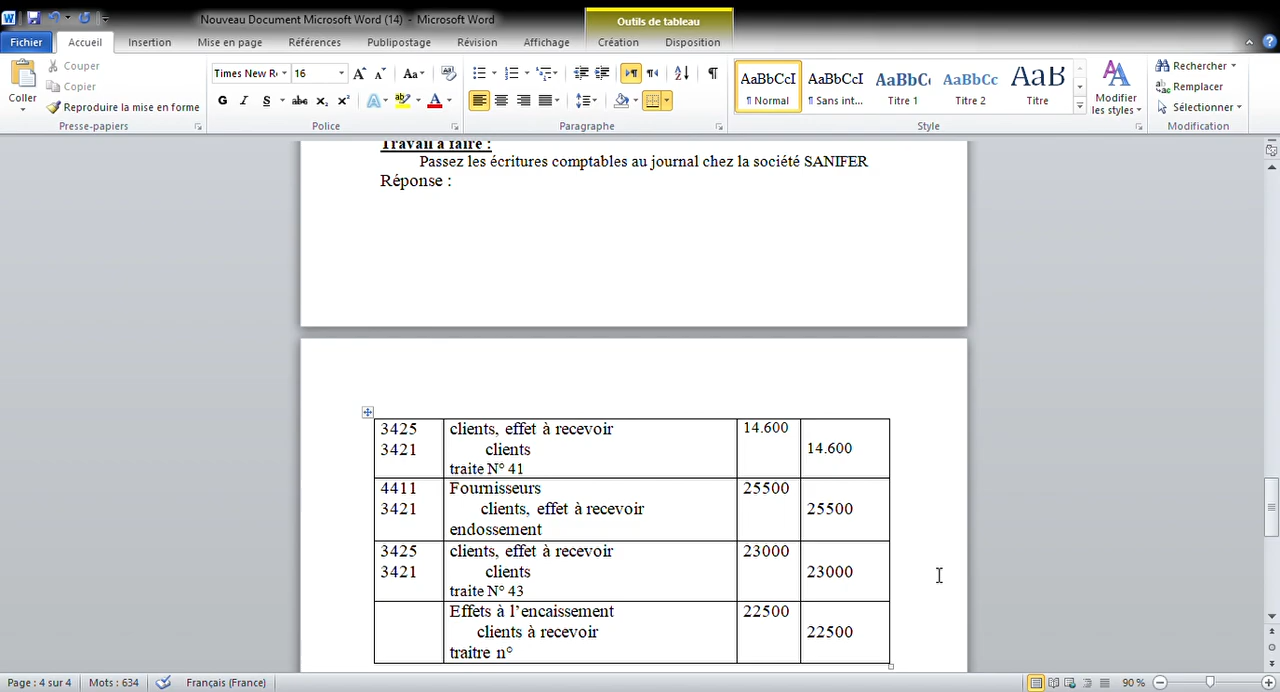 Nouveau Document Microsoft Word (14) - Microsoft Word
Outils de tableau
Fichier Accueil Insertion Mise en page Références Publipostage Révision Affichage Création Disposition
Coller
Couper
Copier
Reproduire la mise en forme
Presse-papiers
Times New R
16
Aa
G I S abc x₂ x² A ab A
Police
Paragraphe
AaBbCcI AaBbCcI AaBbC AaBbCc AaB
¶ Normal ¶ Sans int... Titre 1 Titre 2 Titre
Modifier
les styles
Style
Rechercher
Remplacer
Sélectionner
Modification
Travail à faire :
Passez les écritures comptables au journal chez la société SANIFER
Réponse :
3425 clients, effet à recevoir 14.600
3421 clients 14.600
traite N° 41
4411 Fournisseurs 25500
3421 clients, effet à recevoir 25500
endossement
3425 clients, effet à recevoir 23000
3421 clients 23000
traite N° 43
Effets à l’encaissement 22500
clients à recevoir 22500
traitre n°
Page : 4 sur 4 Mots : 634 Français (France) 90 %